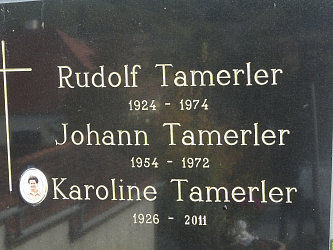 Rudolf Tamerler
1924 - 1974
Johann Tamerler
1954 - 1972
Karoline Tamerler
1926 - 2011